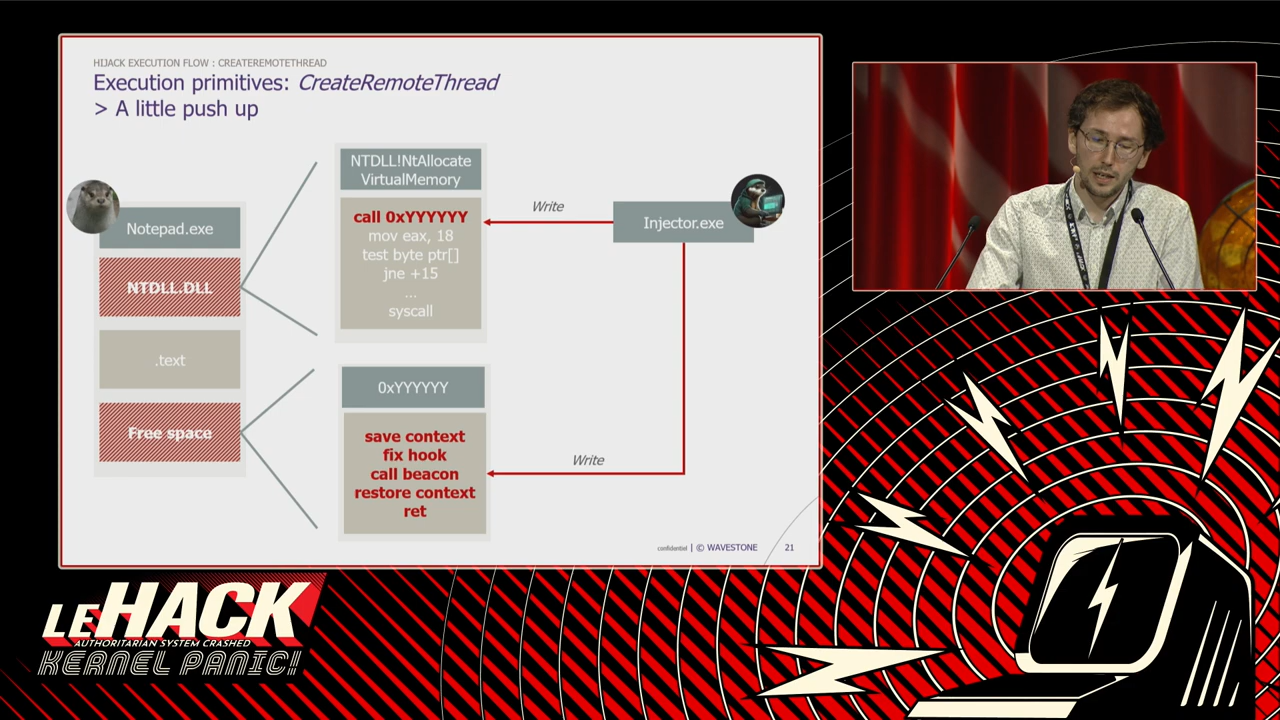 HIJACK EXECUTION FLOW : CREATEREMOTETHREAD
Execution primitives: CreateRemoteThread
> A little push up
NTDLL!NtAllocate
VirtualMemory
call 0xYYYYYY
mov eax, 18
test byte ptr[]
jne +15
...
syscall
Write
Injector.exe
Notepad.exe
NTDLL.DLL
.text
Free space
0xYYYYYY
save context
fix hook
call beacon
restore context
ret
Write
confidentiel | © WAVESTONE 21
LEHACK
AUTHORITARIAN SYSTEM CRASHED
KERNEL PANIC!